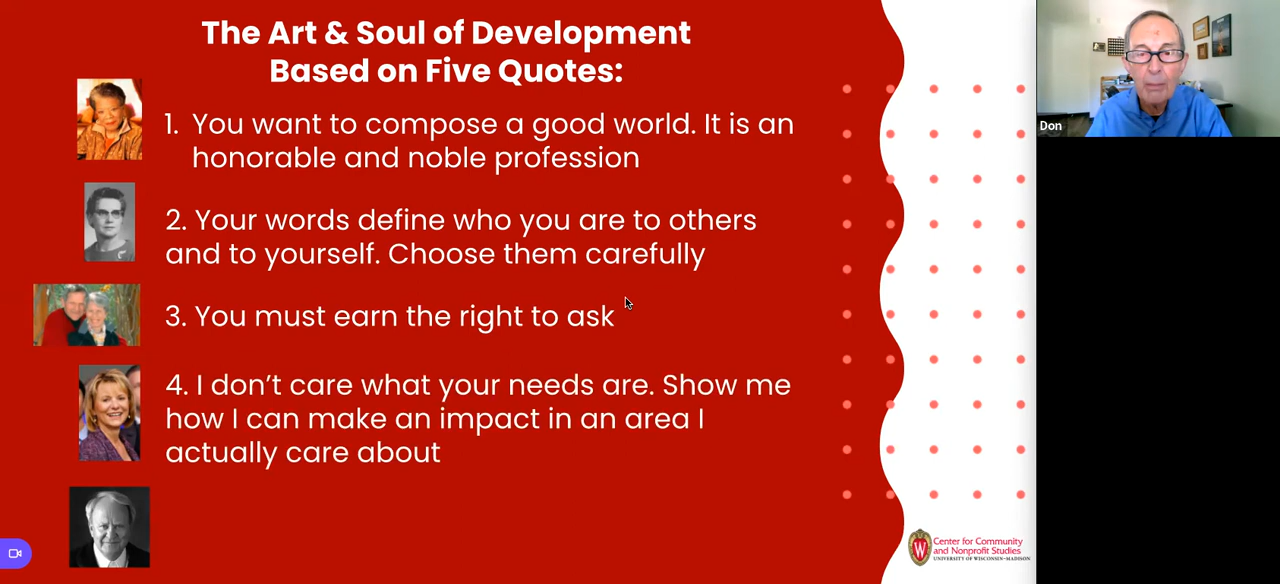 The Art & Soul of Development
Based on Five Quotes:
1. You want to compose a good world. It is an
honorable and noble profession
2. Your words define who you are to others
and to yourself. Choose them carefully
3. You must earn the right to ask
4. I don’t care what your needs are. Show me
how I can make an impact in an area I
actually care about
Don
W
Center for Community
and Nonprofit Studies
UNIVERSITY OF WISCONSIN–MADISON